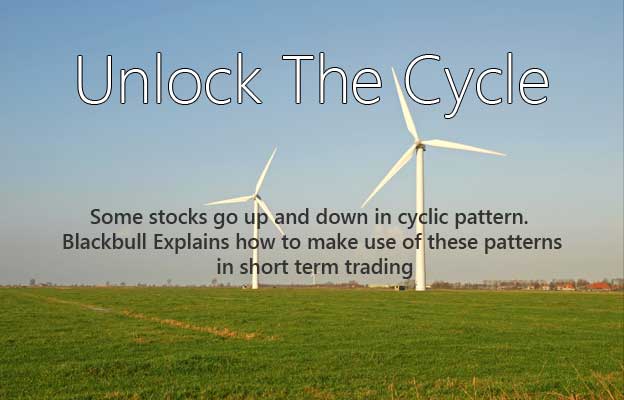 Unlock The Cycle
Some stocks go up and down in cyclic pattern.
Blackbull Explains how to make use of these patterns
in short term trading